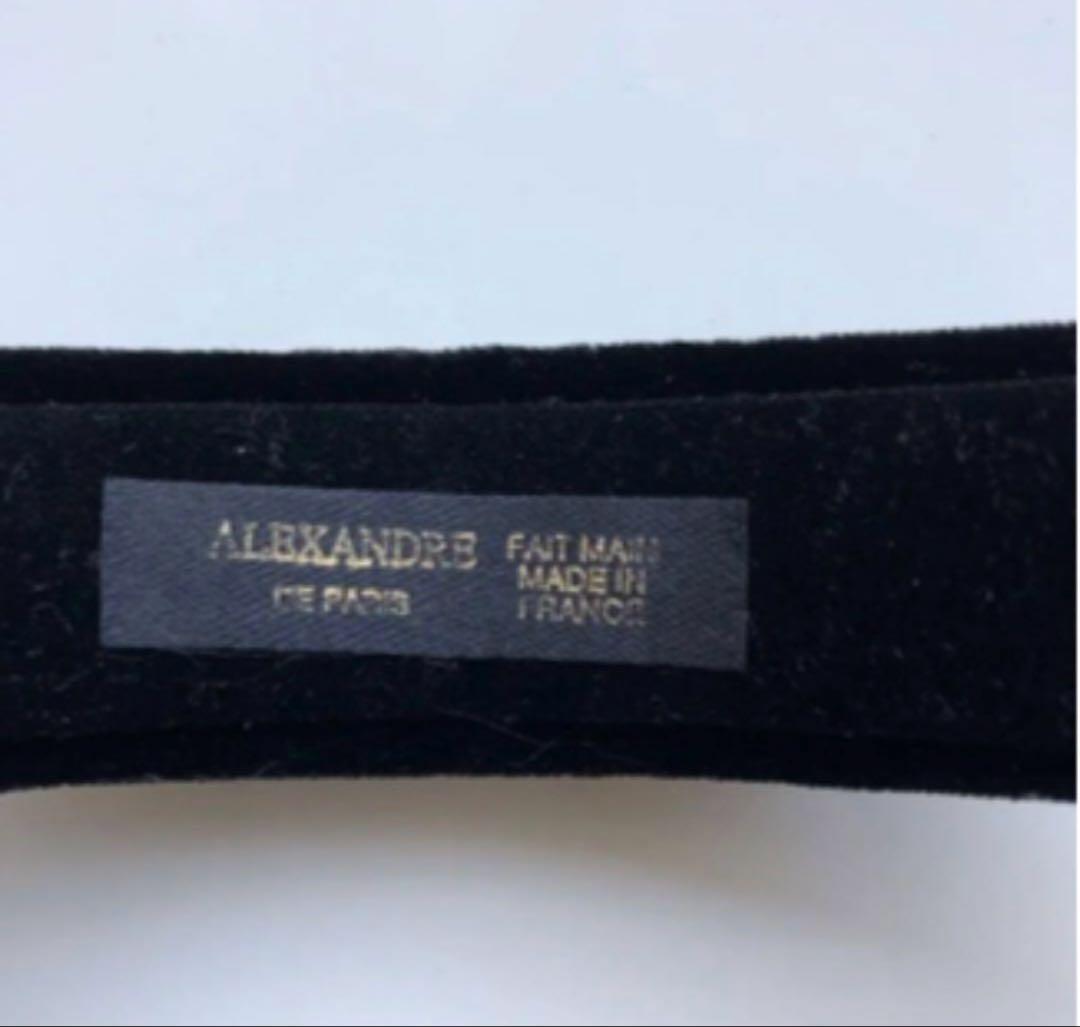 ALEXANDRE
DE PARIS
FAIT MAIN
MADE IN
FRANCE